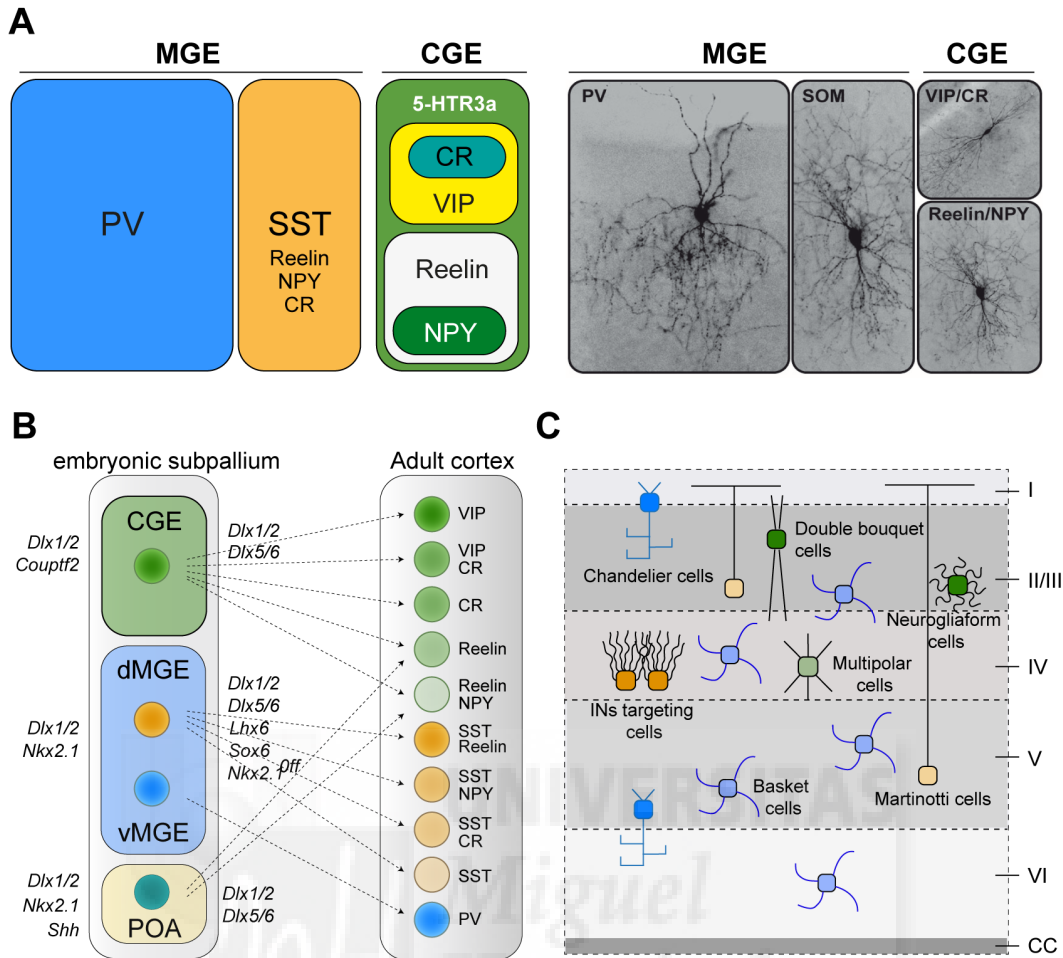 A
MGE
CGE
PV
SST
Reelin
NPY
CR
5-HTR3a
CR
VIP
Reelin
NPY
MGE
CGE
PV
SOM
VIP/CR
Reelin/NPY
B
embryonic subpallium
Adult cortex
CGE
Dlx1/2
Couptf2
Dlx1/2
Dlx5/6
dMGE
vMGE
Dlx1/2
Nkx2.1
Dlx1/2
Dlx5/6
Lhx6
Sox6
Nkx2.1off
POA
Dlx1/2
Nkx2.1
Shh
Dlx1/2
Dlx5/6
VIP
VIP
CR
CR
Reelin
Reelin
NPY
SST
Reelin
SST
NPY
SST
CR
SST
PV
C
I
II/III
IV
V
VI
CC
Double bouquet
cells
Chandelier cells
Neurogliaform
cells
Multipolar
cells
INs targeting
cells
Basket
cells
Martinotti cells
UNIVERSITAS
Miguel